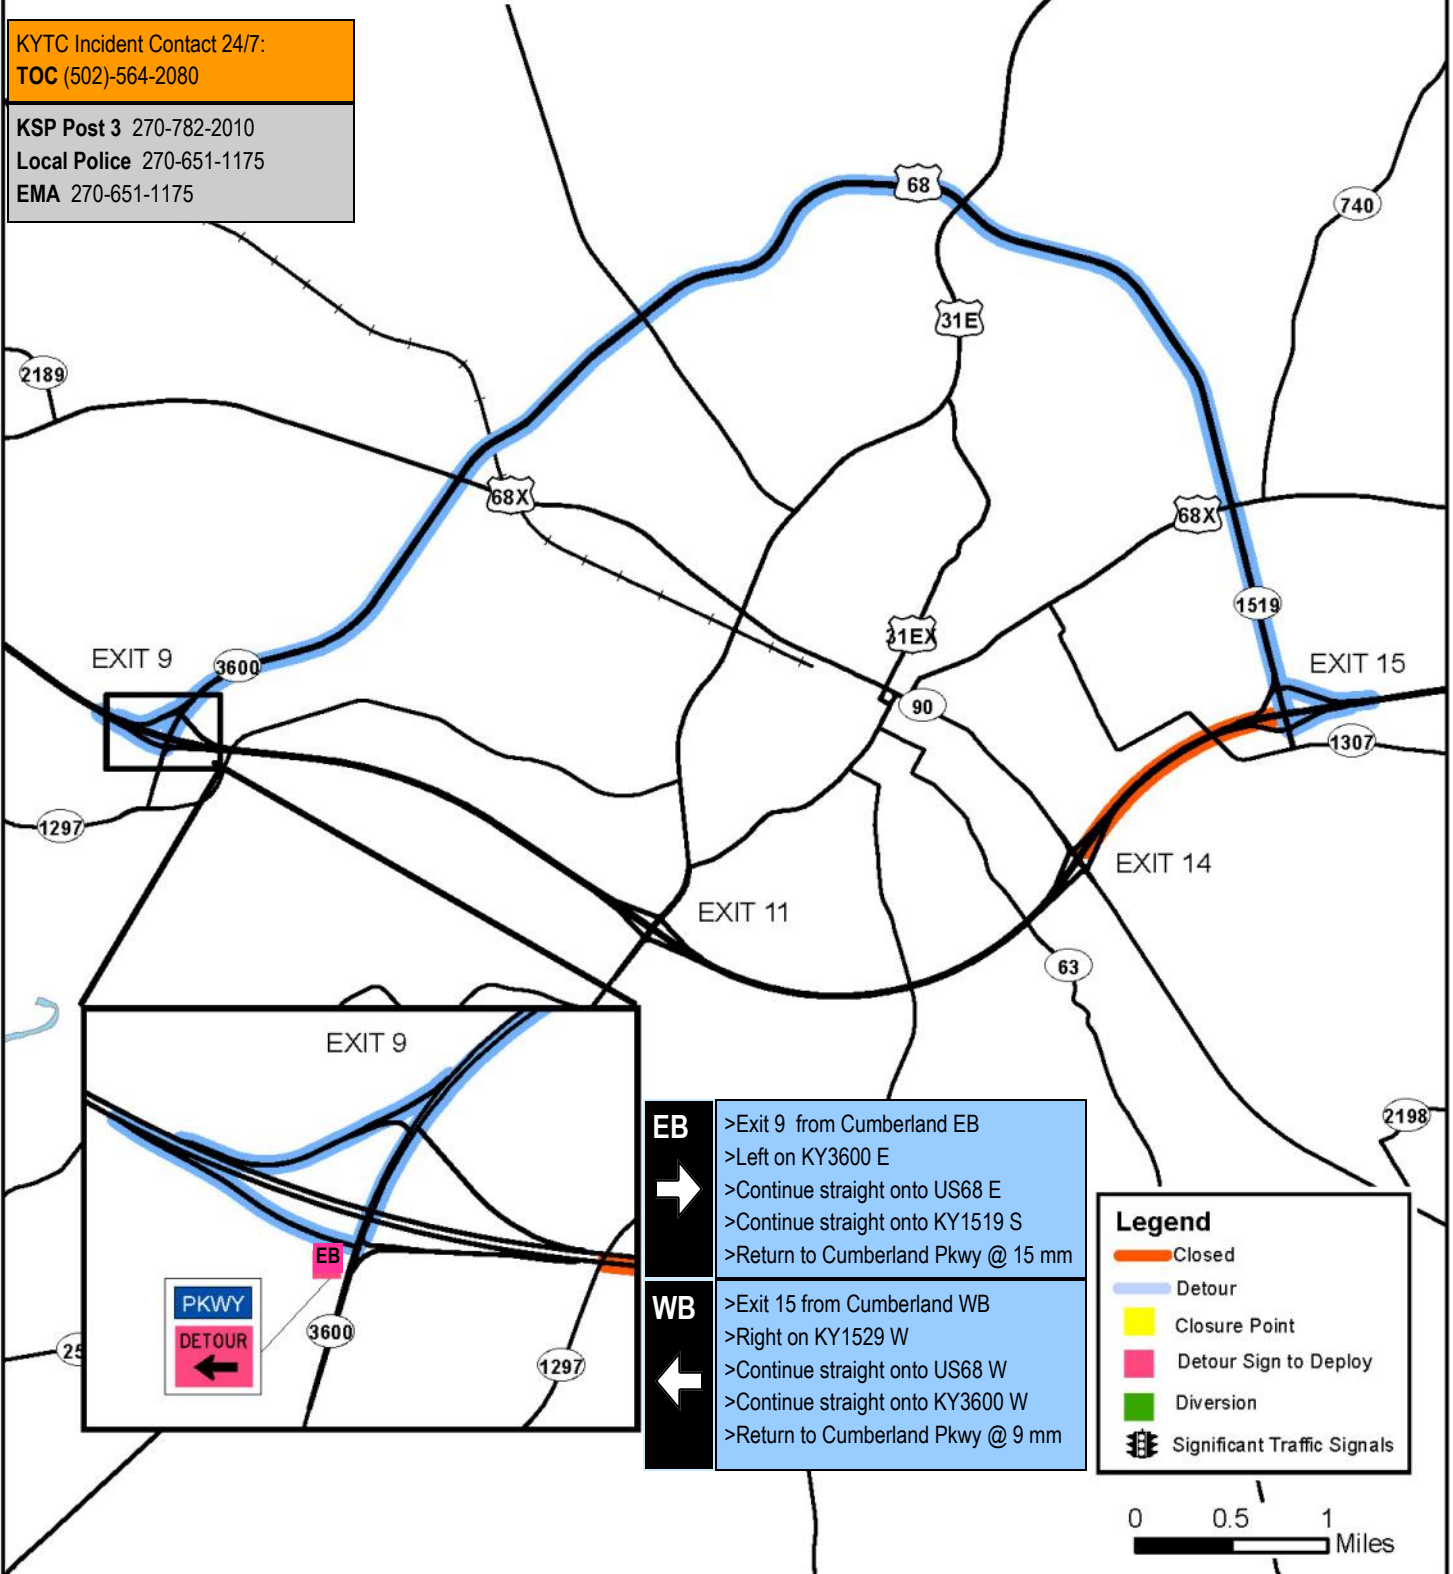 KYTC Incident Contact 24/7:
TOC (502)-564-2080
KSP Post 3 270-782-2010
Local Police 270-651-1175
EMA 270-651-1175
68
740
31E
2189
68X
68X
1519
31EX
EXIT 9
3600
EXIT 15
90
1307
1297
EXIT 14
EXIT 11
63
EXIT 9
2198
EB
>Exit 9 from Cumberland EB
>Left on KY3600 E
>Continue straight onto US68 E
>Continue straight onto KY1519 S
>Return to Cumberland Pkwy @ 15 mm
WB
>Exit 15 from Cumberland WB
>Right on KY1529 W
>Continue straight onto US68 W
>Continue straight onto KY3600 W
>Return to Cumberland Pkwy @ 9 mm
EB
PKWY
DETOUR
3600
1297
Legend
Closed
Detour
Closure Point
Detour Sign to Deploy
Diversion
Significant Traffic Signals
0 0.5 1
Miles